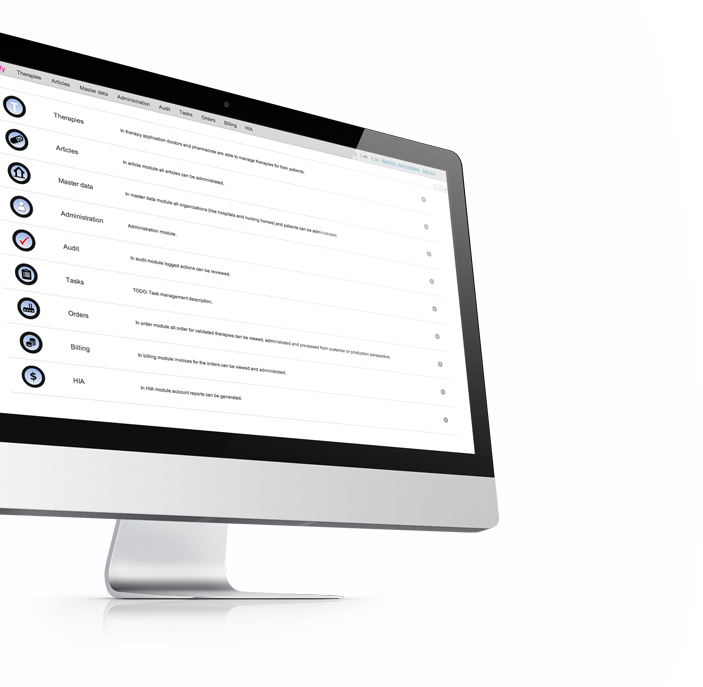 fy Therapies Articles Master data Administration Audit Tasks Orders Billing HIA
Therapies In therapy application doctors and pharmacists are able to manage therapies for their patients.
Articles In article module all articles can be administrated.
Master data In master data module all organizations (like hospitals and nursing homes) and patients can be administrated.
Administration Administration module.
Audit In audit module logged actions can be reviewed.
Tasks TODO: Task management description.
Orders In order module all order for validated therapies can be viewed, administrated and processed from customer or production perspective.
Billing In billing module invoices for the orders can be viewed and administrated.
$ HIA In HIA module account reports can be generated.